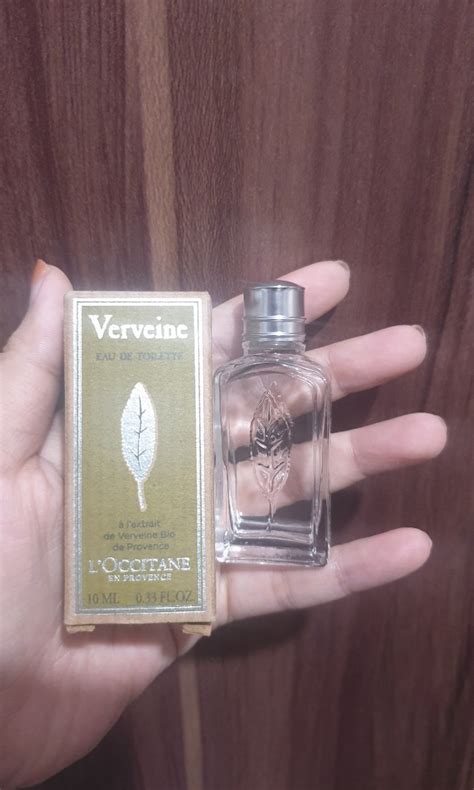 Verveine
EAU DE TOILETTE
à l'extrait
de Verveine Bio
de Provence
L'OCCITANE
EN PROVENCE
10 ML 0.33 FL.OZ.